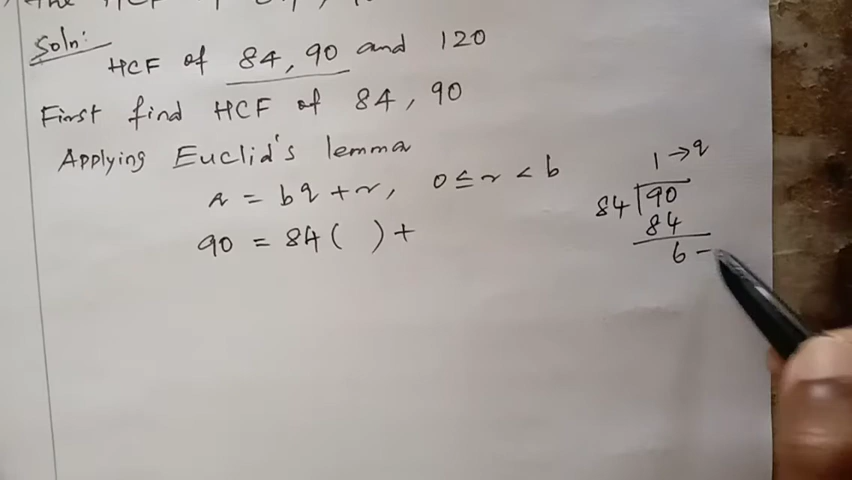 Soln:
HCF of 84, 90 and 120
First find HCF of 84, 90
Applying Euclid's lemma
a = bq + r, 0 ≤ r < b
90 = 84( ) +
1 → q
84 90
84
6 -